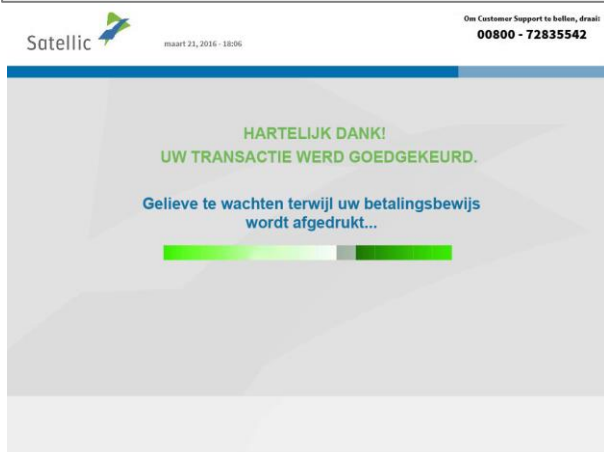 Satellic
maart 21, 2016 - 18:06
Om Customer Support te bellen, draai:
00800 - 72835542
HARTELIJK DANK!
UW TRANSACTIE WERD GOEDGEKEURD.
Gelieve te wachten terwijl uw betalingsbewijs
wordt afgedrukt...